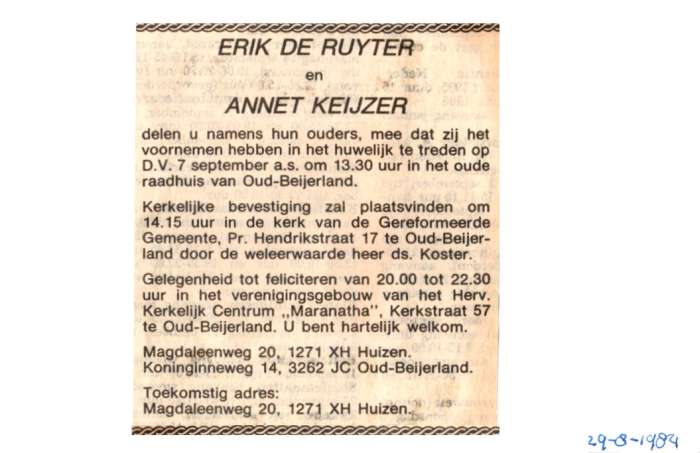 ERIK DE RUYTER
en
ANNET KEIJZER
delen u namens hun ouders, mee dat zij het
voornemen hebben in het huwelijk te treden op
D.V. 7 september a.s. om 13.30 uur in het oude
raadhuis van Oud-Beijerland.
Kerkelijke bevestiging zal plaatsvinden om
14.15 uur in de kerk van de Gereformeerde
Gemeente, Pr. Hendrikstraat 17 te Oud-Beijer-
land door de weleerwaarde heer ds. Koster.
Gelegenheid tot feliciteren van 20.00 tot 22.30
uur in het verenigingsgebouw van het Herv.
Kerkelijk Centrum „Maranatha", Kerkstraat 57
te Oud-Beijerland. U bent hartelijk welkom.
Magdaleenweg 20, 1271 XH Huizen.
Koninginneweg 14, 3262 JC Oud-Beijerland.
Toekomstig adres:
Magdaleenweg 20, 1271 XH Huizen.
29-8-1984